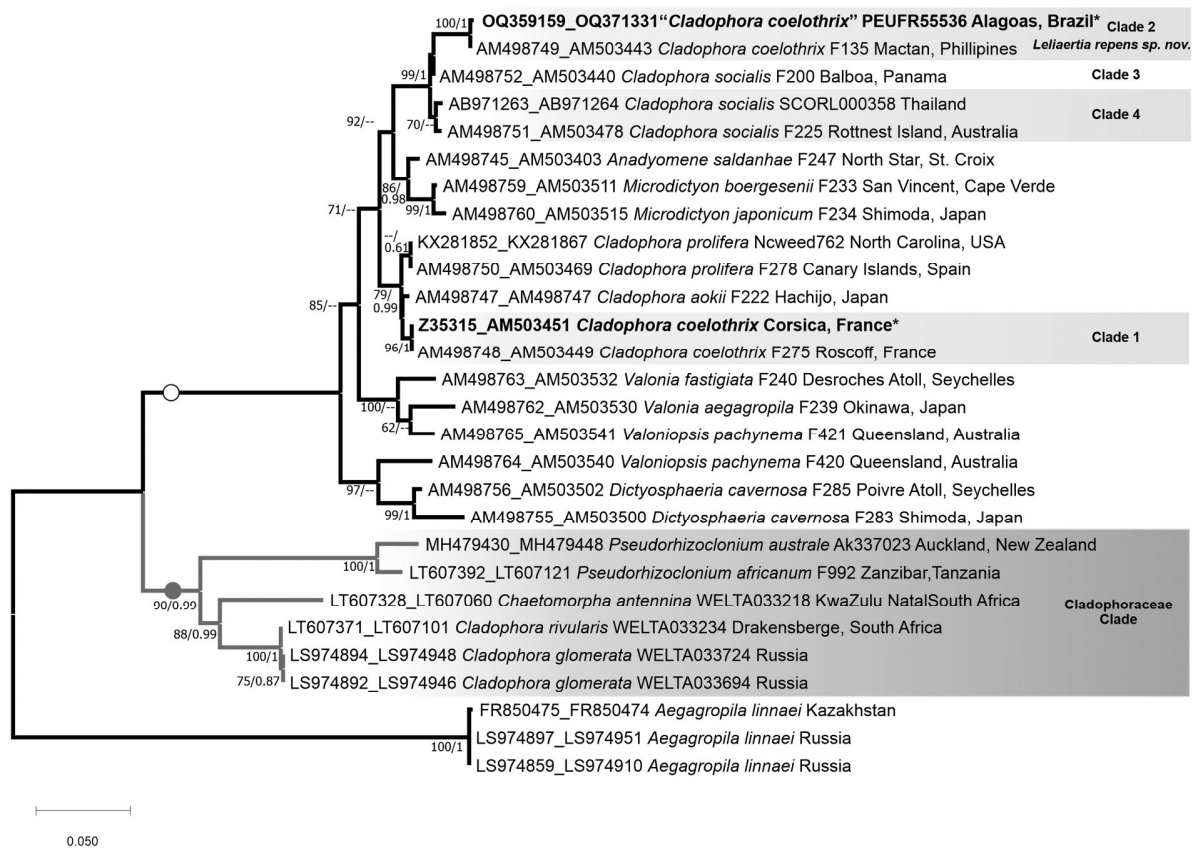 100/1
OQ359159_OQ371331“Cladophora coelothrix” PEUFR55536 Alagoas, Brazil*
Clade 2
AM498749_AM503443 Cladophora coelothrix F135 Mactan, Phillipines
Leliaertia repens sp. nov.
99/1
AM498752_AM503440 Cladophora socialis F200 Balboa, Panama
Clade 3
AB971263_AB971264 Cladophora socialis SCORL000358 Thailand
92/--
70/--
Clade 4
AM498751_AM503478 Cladophora socialis F225 Rottnest Island, Australia
AM498745_AM503403 Anadyomene saldanhae F247 North Star, St. Croix
86/
0.98
AM498759_AM503511 Microdictyon boergesenii F233 San Vincent, Cape Verde
71/--
99/1
AM498760_AM503515 Microdictyon japonicum F234 Shimoda, Japan
--/
0.61
KX281852_KX281867 Cladophora prolifera Ncweed762 North Carolina, USA
AM498750_AM503469 Cladophora prolifera F278 Canary Islands, Spain
79/
0.99
AM498747_AM498747 Cladophora aokii F222 Hachijo, Japan
85/--
Z35315_AM503451 Cladophora coelothrix Corsica, France*
Clade 1
96/1
AM498748_AM503449 Cladophora coelothrix F275 Roscoff, France
AM498763_AM503532 Valonia fastigiata F240 Desroches Atoll, Seychelles
100/--
AM498762_AM503530 Valonia aegagropila F239 Okinawa, Japan
62/--
AM498765_AM503541 Valoniopsis pachynema F421 Queensland, Australia
AM498764_AM503540 Valoniopsis pachynema F420 Queensland, Australia
97/--
AM498756_AM503502 Dictyosphaeria cavernosa F285 Poivre Atoll, Seychelles
99/1
AM498755_AM503500 Dictyosphaeria cavernosa F283 Shimoda, Japan
MH479430_MH479448 Pseudorhizoclonium australe Ak337023 Auckland, New Zealand
100/1
LT607392_LT607121 Pseudorhizoclonium africanum F992 Zanzibar,Tanzania
90/0.99
LT607328_LT607060 Chaetomorpha antennina WELTA033218 KwaZulu NatalSouth Africa
Cladophoraceae
Clade
88/0.99
LT607371_LT607101 Cladophora rivularis WELTA033234 Drakensberge, South Africa
100/1
LS974894_LS974948 Cladophora glomerata WELTA033724 Russia
75/0.87
LS974892_LS974946 Cladophora glomerata WELTA033694 Russia
FR850475_FR850474 Aegagropila linnaei Kazakhstan
100/1
LS974897_LS974951 Aegagropila linnaei Russia
LS974859_LS974910 Aegagropila linnaei Russia
0.050